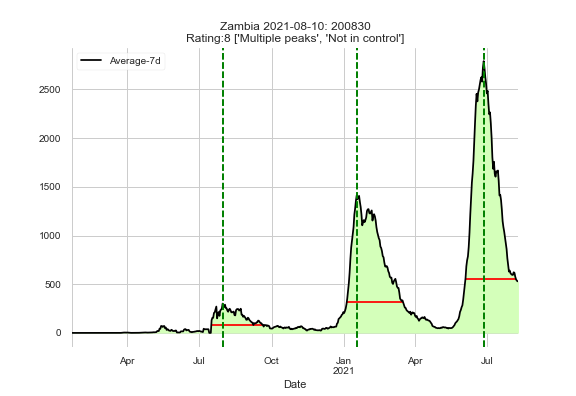 Zambia 2021-08-10: 200830
Rating:8 ['Multiple peaks', 'Not in control']
Average-7d
2500
2000
1500
1000
500
0
Apr
Jul
Oct
Jan
2021
Apr
Jul
Date